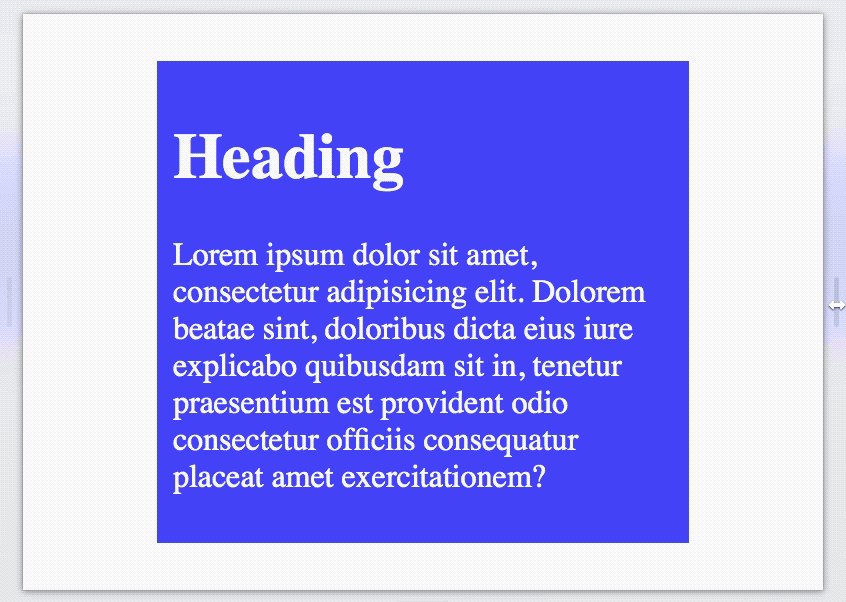 Heading
Lorem ipsum dolor sit amet,
consectetur adipisicing elit. Dolorem
beatae sint, doloribus dicta eius iure
explicabo quibusdam sit in, tenetur
praesentium est provident odio
consectetur officiis consequatur
placeat amet exercitationem?